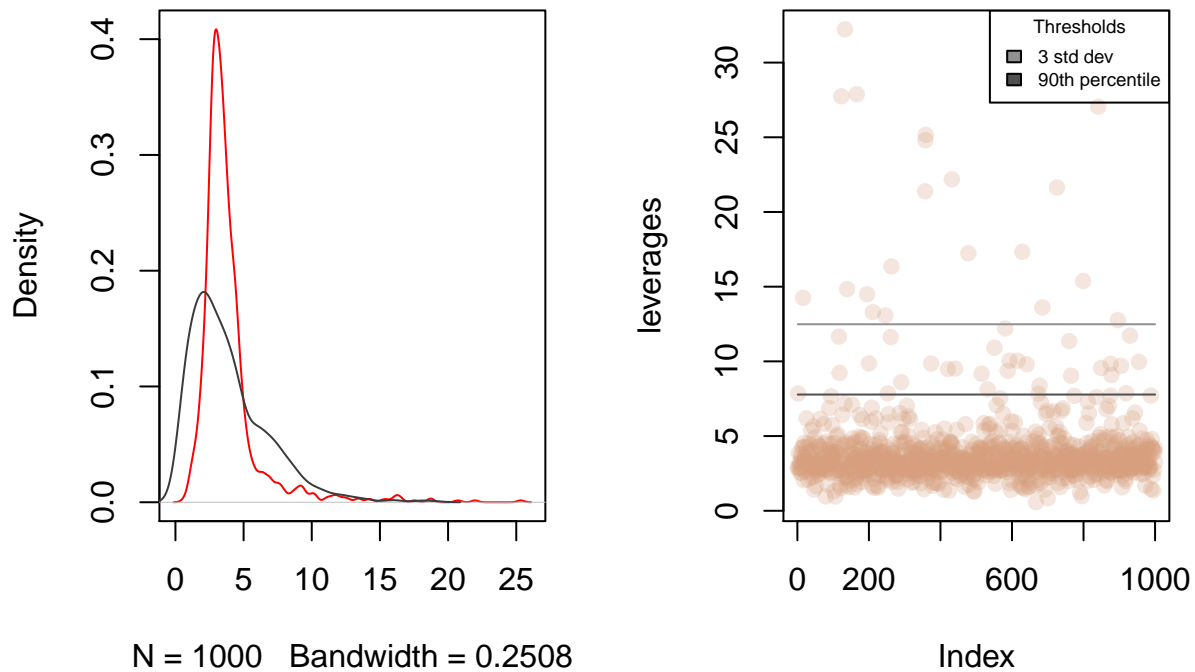 Density
0.0
0.1
0.2
0.3
0.4
0 5 10 15 20 25
N = 1000 Bandwidth = 0.2508
leverages
0
5
10
15
20
25
30
Thresholds
3 std dev
90th percentile
0 200 600 1000
Index